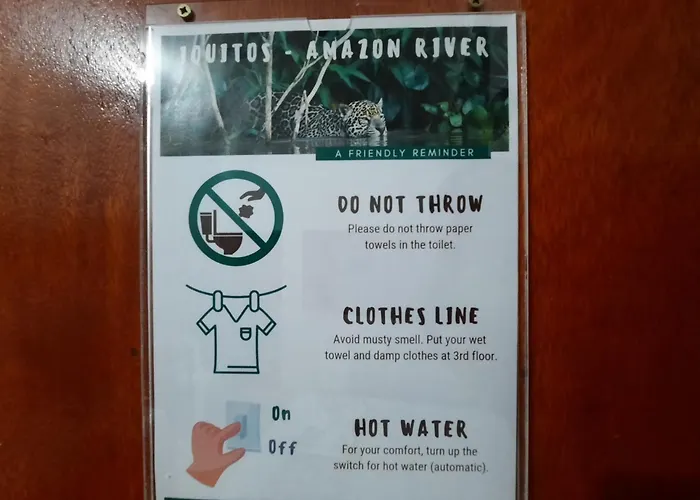 IQUITOS - AMAZON RIVER
A FRIENDLY REMINDER
DO NOT THROW
Please do not throw paper
towels in the toilet.
CLOTHES LINE
Avoid musty smell. Put your wet
towel and damp clothes at 3rd floor.
On
Off
HOT WATER
For your comfort, turn up the
switch for hot water (automatic).